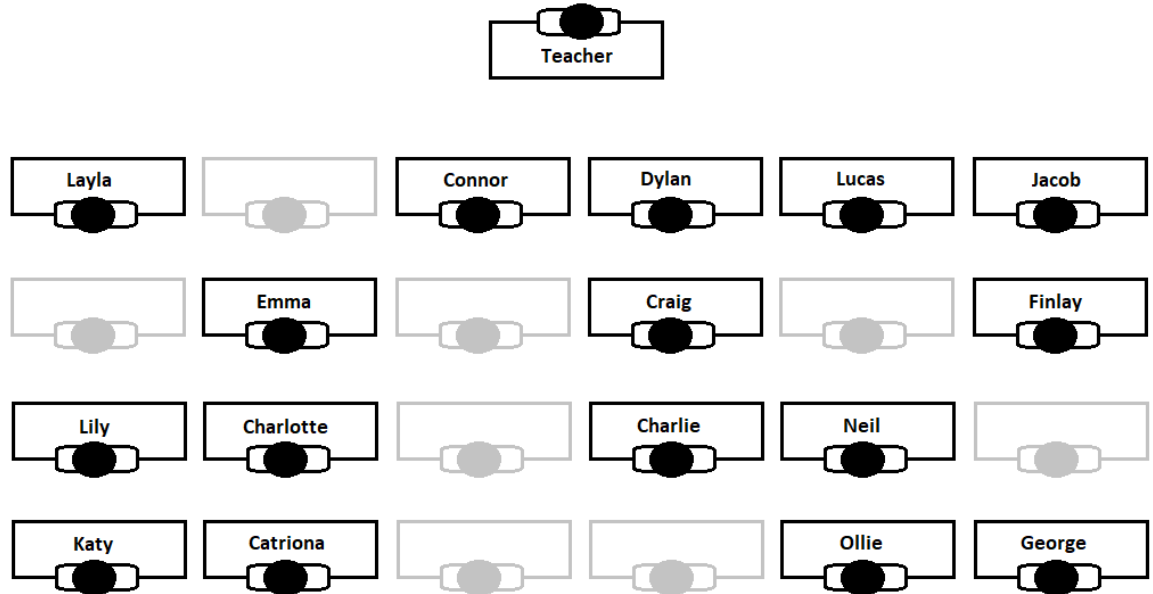 Teacher
Layla Connor Dylan Lucas Jacob
Emma Craig Finlay
Lily Charlotte Charlie Neil
Katy Catriona Ollie George